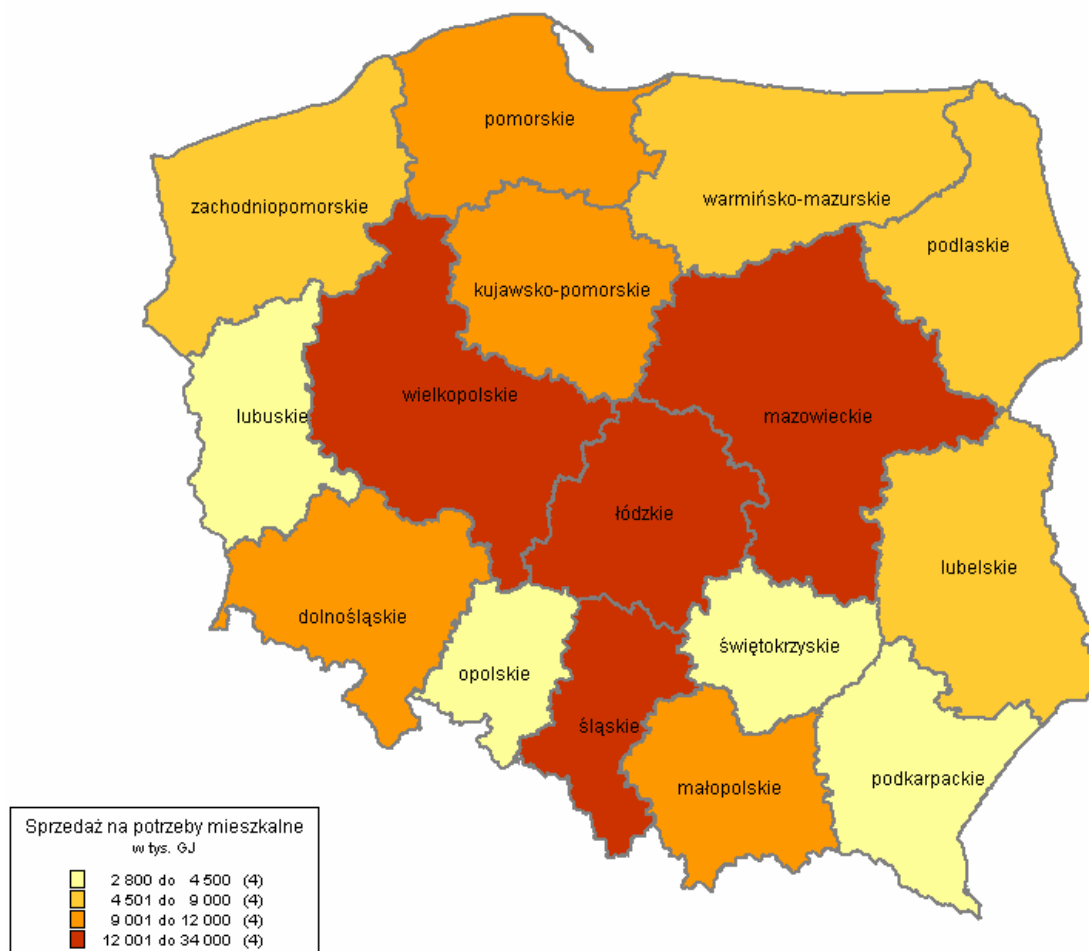 pomorskie
zachodniopomorskie
warmińsko-mazurskie
podlaskie
kujawsko-pomorskie
wielkopolskie
lubuskie
mazowieckie
łódzkie
lubelskie
dolnośląskie
świętokrzyskie
opolskie
śląskie
podkarpackie
małopolskie
Sprzedaż na potrzeby mieszkalne
w tys. GJ
2 800 do 4 500 (4)
4 501 do 9 000 (4)
9 001 do 12 000 (4)
12 001 do 34 000 (4)